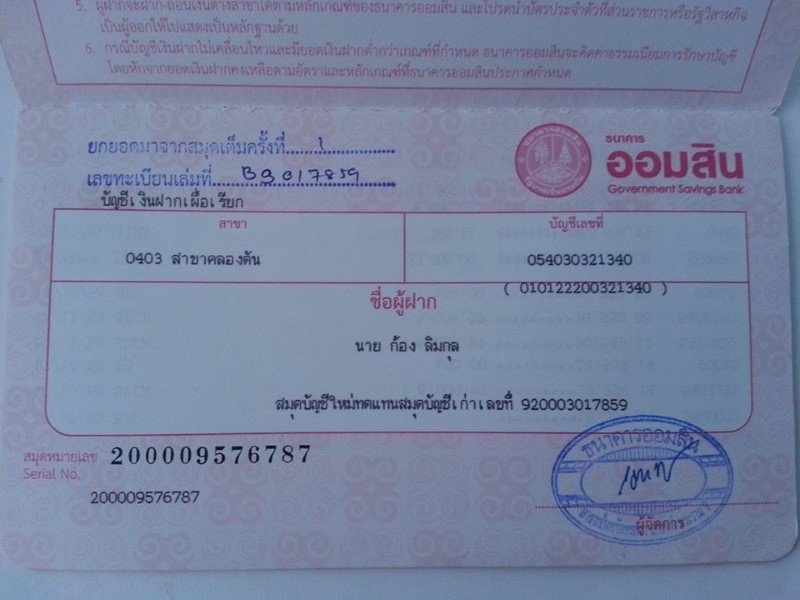 5. ผู้ฝากจะฝาก-ถอนเงินต่างสาขาได้ตามหลักเกณฑ์ของธนาคารออมสิน และโปรดนำบัตรประจำตัวที่ส่วนราชการหรือรัฐวิสาหกิจ
เป็นผู้ออกให้ไปแสดงเป็นหลักฐานด้วย
6. กรณีบัญชีเงินฝากไม่เคลื่อนไหวและมียอดเงินฝากต่ำกว่าเกณฑ์ที่กำหนด ธนาคารออมสินจะคิดค่าธรรมเนียมการรักษาบัญชี
โดยหักจากยอดเงินฝากคงเหลือตามอัตราและหลักเกณฑ์ที่ธนาคารออมสินประกาศกำหนด
ยกยอดมาจากสมุดเต็มครั้งที่ 1
เลขทะเบียนเล่มที่ B9017859
ธนาคาร
ออมสิน
Government Savings Bank
บัญชีเงินฝากเผื่อเรียก
สาขา
บัญชีเลขที่
0403 สาขาคลองตัน
054030321340
( 010122200321340 )
ชื่อผู้ฝาก
นาย ก้อง ลิมกุล
สมุดบัญชีใหม่ทดแทนสมุดบัญชีเก่าเลขที่ 920003017859
สมุดหมายเลข 200009576787
Serial No.
200009576787
ธนาคารออมสิน
ผู้จัดการ